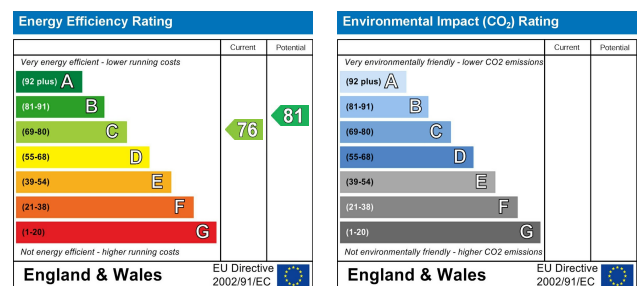 Energy Efficiency Rating
Current Potential
Very energy efficient - lower running costs
(92 plus) A
(81-91) B
(69-80) C
(55-68) D
(39-54) E
(21-38) F
(1-20) G
76
81
Not energy efficient - higher running costs
England & Wales
EU Directive
2002/91/EC
Environmental Impact (CO₂) Rating
Current Potential
Very environmentally friendly - lower CO2 emissions
(92 plus) A
(81-91) B
(69-80) C
(55-68) D
(39-54) E
(21-38) F
(1-20) G
Not environmentally friendly - higher CO2 emissions
England & Wales
EU Directive
2002/91/EC